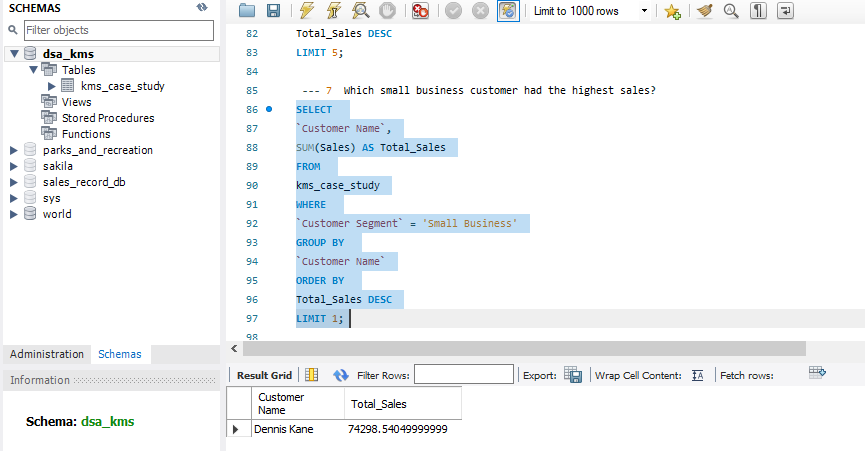 SCHEMAS
Filter objects
dsa_kms
Tables
kms_case_study
Views
Stored Procedures
Functions
parks_and_recreation
sakila
sales_record_db
sys
world
Administration Schemas
Information
Schema: dsa_kms
Limit to 1000 rows
82 Total_Sales DESC
83 LIMIT 5;
84
85 --- 7 Which small business customer had the highest sales?
86 SELECT
87 `Customer Name`,
88 SUM(Sales) AS Total_Sales
89 FROM
90 kms_case_study
91 WHERE
92 `Customer Segment` = 'Small Business'
93 GROUP BY
94 `Customer Name`
95 ORDER BY
96 Total_Sales DESC
97 LIMIT 1;
98
Result Grid Filter Rows: Export: Wrap Cell Content: Fetch rows:
Customer
Name Total_Sales
Dennis Kane 74298.54049999999